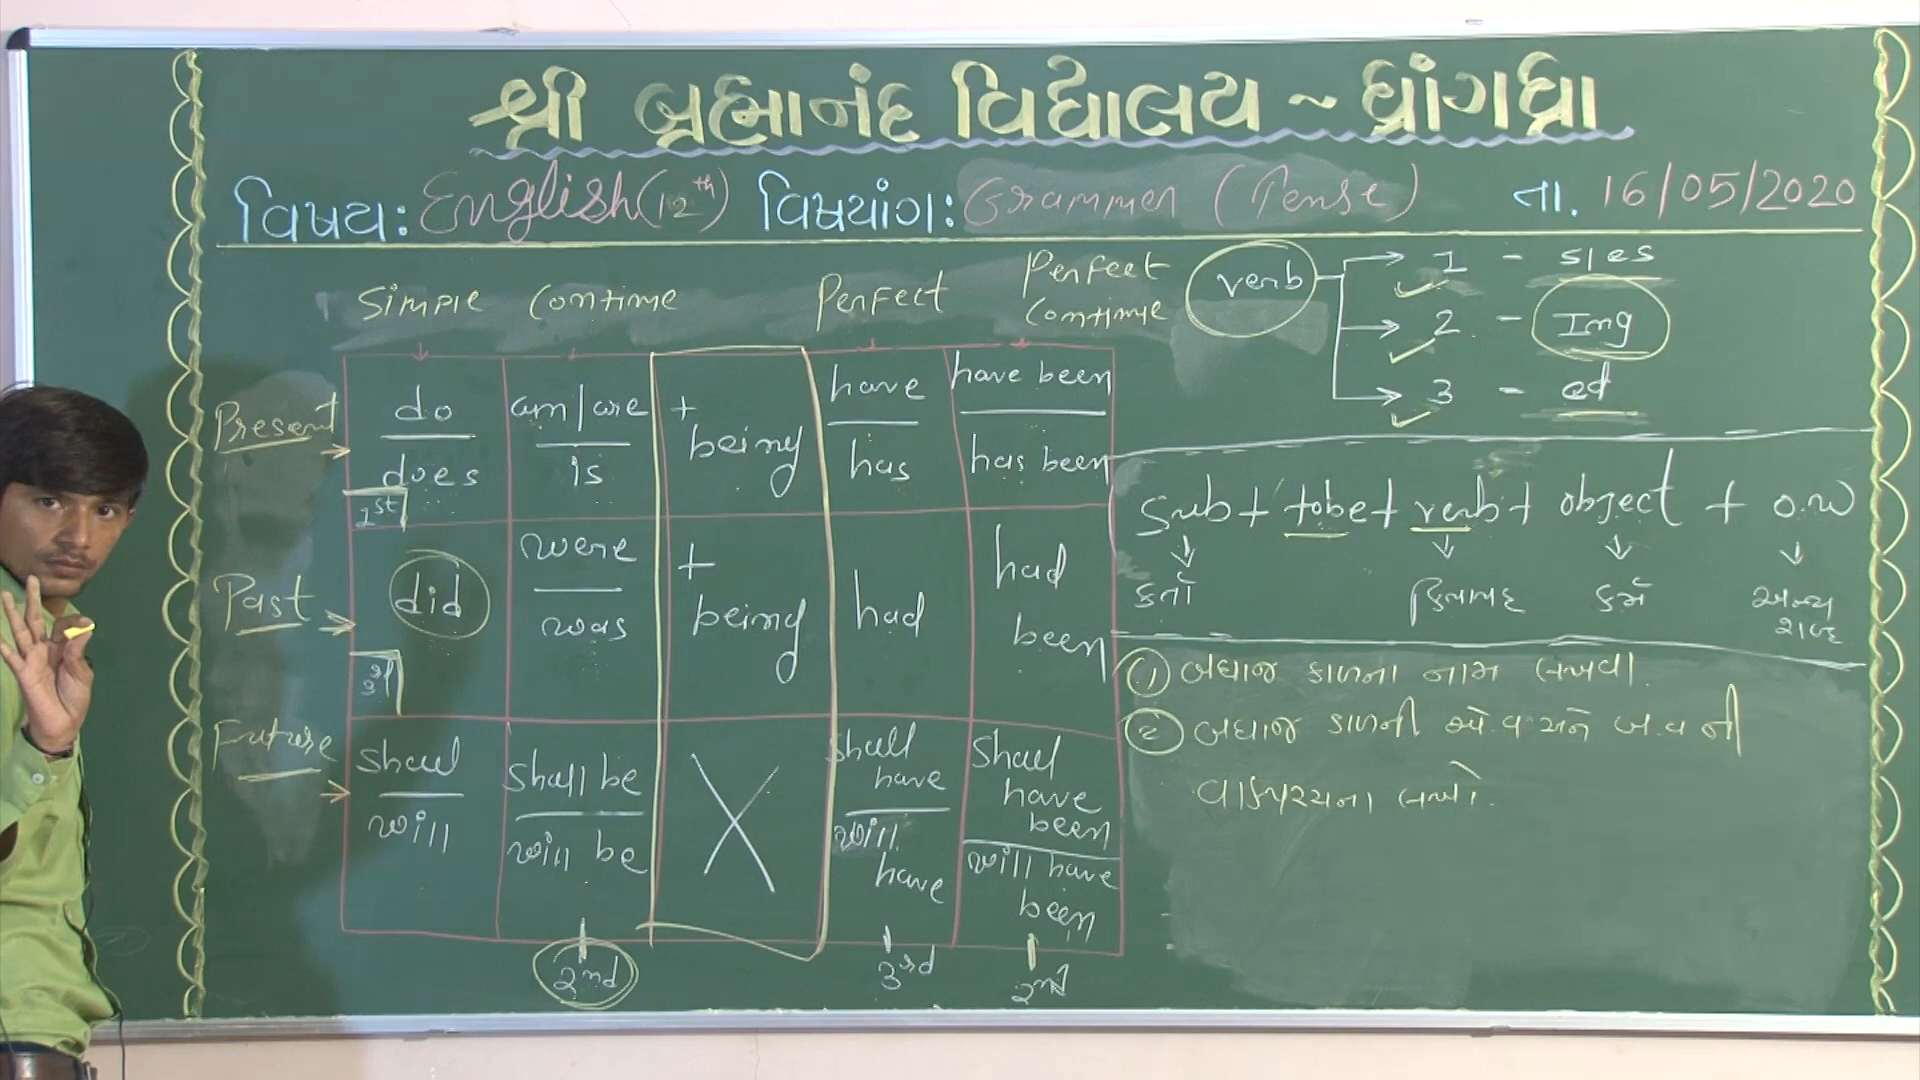 શ્રી બ્રહ્માનંદ વિદ્યાલય ~ ધ્રાંગધ્રા
વિષય: English (12th) વિષયાંગ: Grammer (Tense) તા. 16/05/2020
Simple Continue Perfect Perfect Continue
Present do does 1st am/are is + being have has have been has been
Past did 3rd were was + being had had been
Future shall will shall be will be X shall have will have shall have been will have been
2nd 3rd 2nd
verb
1 - s/es
2 - Ing
3 - ed
Sub + tobe + verb + object + o.w
કર્તા ક્રિયાપદ કર્મ અન્ય શબ્દ
(1) બધાજ કાળના નામ લખવા.
(2) બધાજ કાળની એ.વ અને બ.વ ની
વાક્યરચના લખો.